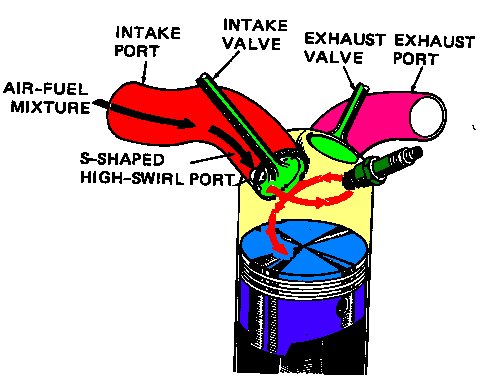 INTAKE
PORT
INTAKE
VALVE
EXHAUST
VALVE
EXHAUST
PORT
AIR-FUEL
MIXTURE
S-SHAPED
HIGH-SWIRL PORT